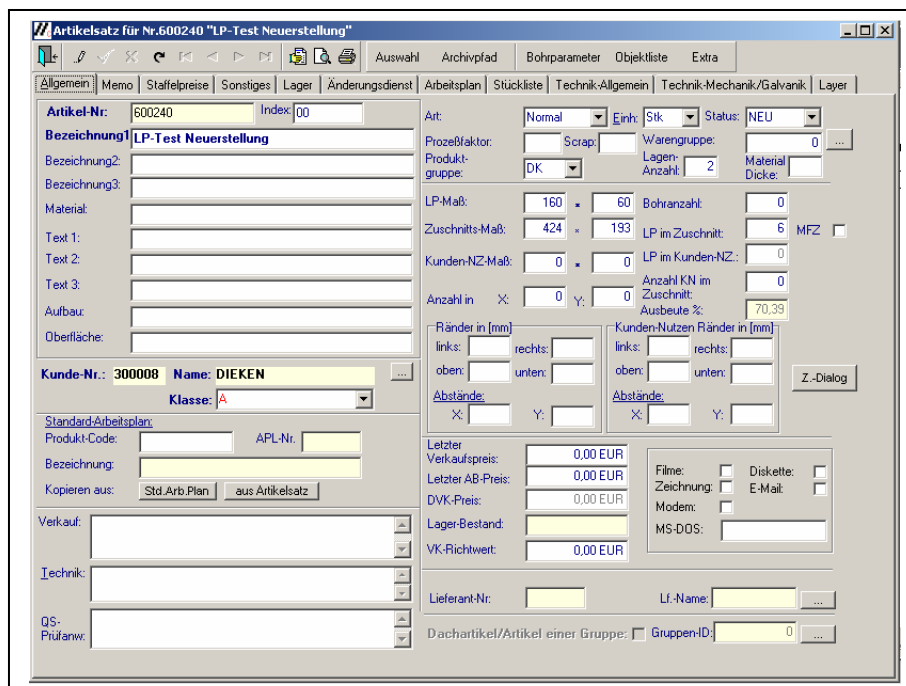 Artikelsatz für Nr.600240 "LP-Test Neuerstellung"
Auswahl Archivpfad Bohrparameter Objektliste Extra
Allgemein Memo Staffelpreise Sonstiges Lager Änderungsdienst Arbeitsplan Stückliste Technik-Allgemein Technik-Mechanik/Galvanik Layer
Artikel-Nr: 600240 Index: 00
Bezeichnung1 LP-Test Neuerstellung
Bezeichnung2:
Bezeichnung3:
Material:
Text 1:
Text 2:
Text 3:
Aufbau:
Oberfläche:
Kunde-Nr.: 300008 Name: DIEKEN ...
Klasse: A
Standard-Arbeitsplan:
Produkt-Code: APL-Nr.
Bezeichnung:
Kopieren aus: Std.Arb.Plan aus Artikelsatz
Verkauf:
Technik:
QS-
Prüfanw:
Art: Normal Einh: Stk Status: NEU
Prozeßfaktor: Scrap: Warengruppe: 0 ...
Produkt-
gruppe: DK Lagen-
Anzahl: 2 Material
Dicke:
LP-Maß: 160 * 60 Bohranzahl: 0
Zuschnitts-Maß: 424 * 193 LP im Zuschnitt: 6 MFZ
Kunden-NZ-Maß: 0 * 0 LP im Kunden-NZ.: 0
Anzahl in X: 0 Y: 0 Anzahl KN im
Zuschnitt: 0
Ausbeute %: 70,39
Ränder in [mm]
links: rechts:
oben: unten:
Abstände:
X: Y:
Kunden-Nutzen Ränder in [mm]
links: rechts:
oben: unten:
Abstände:
X: Y:
Z.-Dialog
Letzter
Verkaufspreis: 0,00 EUR
Letzter AB-Preis: 0,00 EUR
DVK-Preis: 0,00 EUR
Lager-Bestand:
VK-Richtwert: 0,00 EUR
Filme: Diskette:
Zeichnung: E-Mail:
Modem:
MS-DOS:
Lieferant-Nr: Lf.-Name: ...
Dachartikel/Artikel einer Gruppe: Gruppen-ID: 0 ...